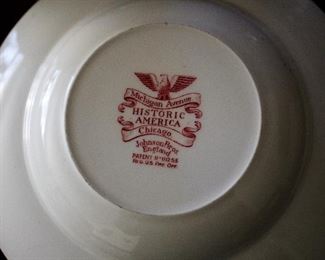 Michigan Avenue
HISTORIC
AMERICA
Chicago
Johnson Bros
England
PATENT
REG. U.S. PAT. OFF.